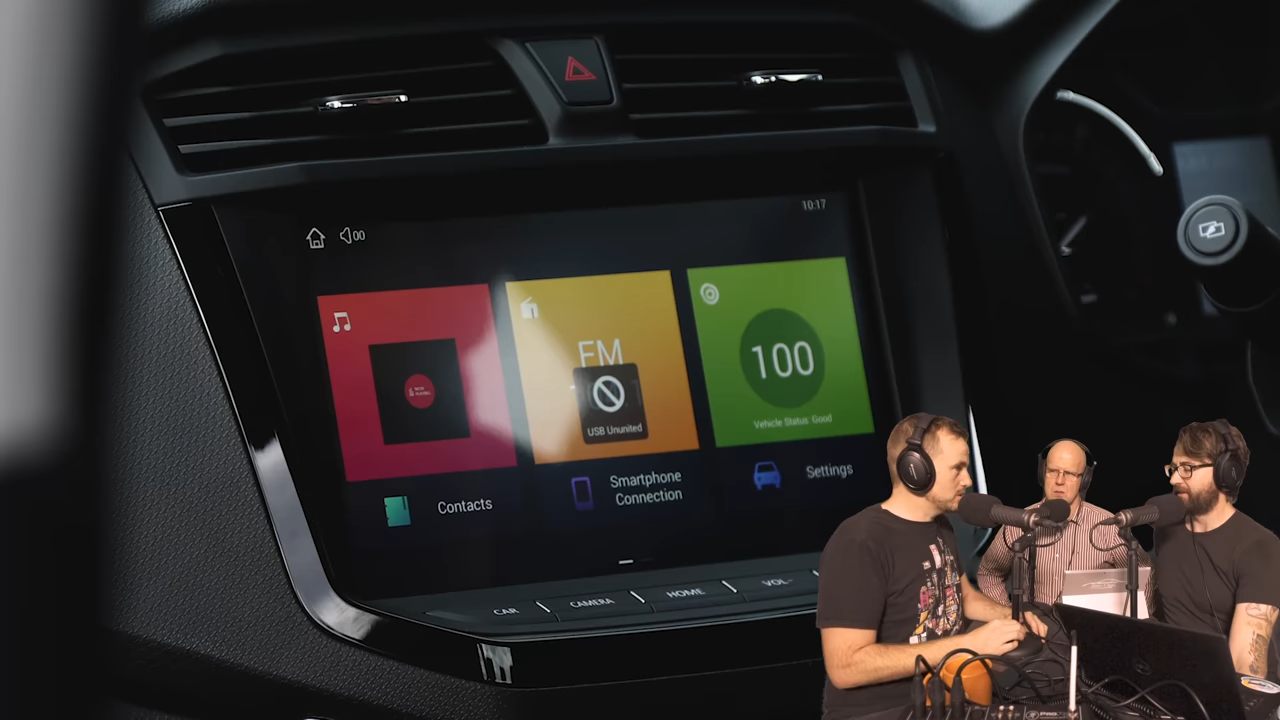 10:17
00
FM
100
USB Ununited
Vehicle Status: Good
Contacts
Smartphone
Connection
Settings
CAR
CAMERA
HOME
VOL-